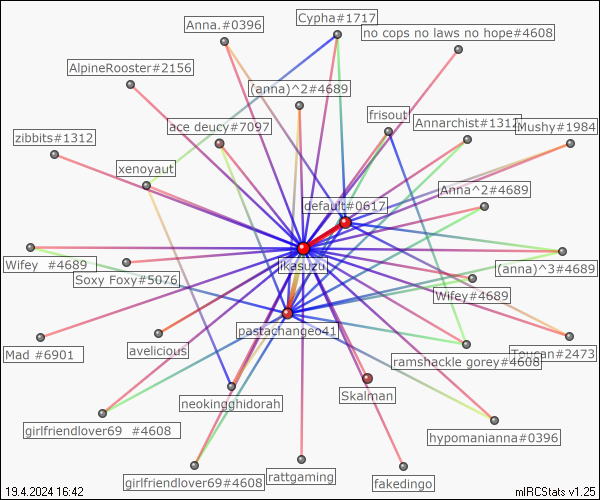 Cypha#1717
Anna.#0396
no cops no laws no hope#4608
AlpineRooster#2156
(anna)^2#4689
frisout
Annarchist#1312
Mushy#1984
ace deucy#7097
zibbits#1312
xenoyaut
Anna^2#4689
default#0617
ikasuzu
Wifey #4689
(anna)^3#4689
Soxy Foxy#5075
Wifey#4689
pastachangeo41
Mad #6901
avelicious
ramshackle gorey#4608
Toucan#2473
Skalman
neokingghidorah
girlfriendlover69 #4608
hypomanianna#0396
girlfriendlover69#4608
rattgaming
fakedingo
19.4.2024 16:42
mIRCStats v1.25